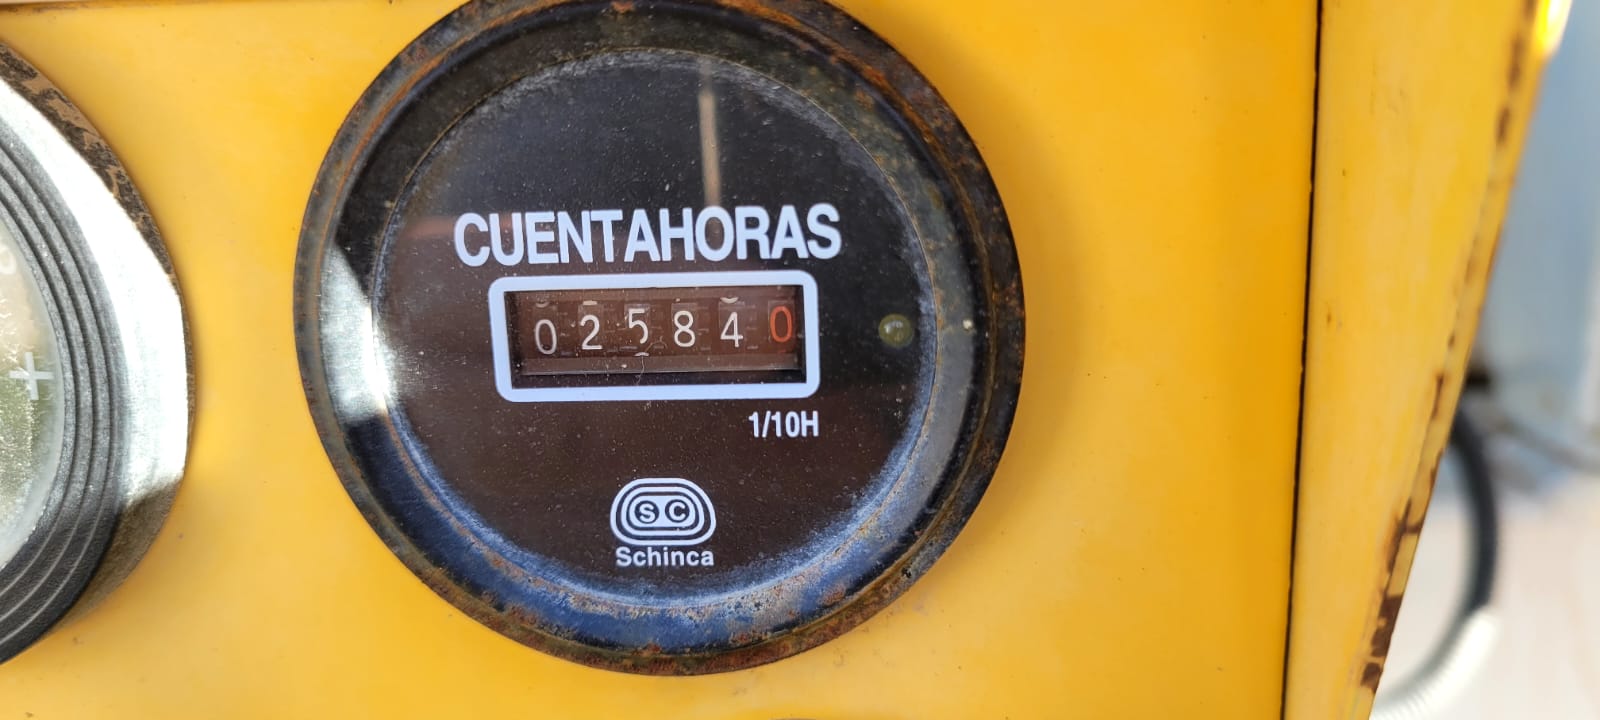 CUENTAHORAS
025840
1/10H
SC
Schinca